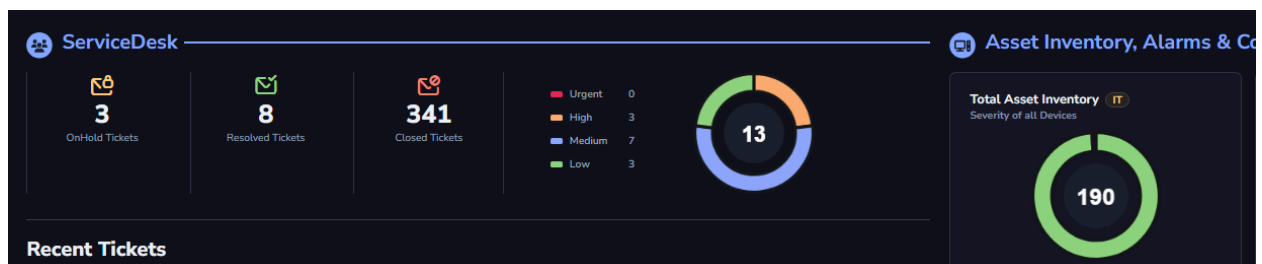 ServiceDesk
3
OnHold Tickets
8
Resolved Tickets
341
Closed Tickets
Urgent 0
High 3
Medium 7
Low 3
13
Recent Tickets
Asset Inventory, Alarms & Co
Total Asset Inventory IT
Severity of all Devices
190